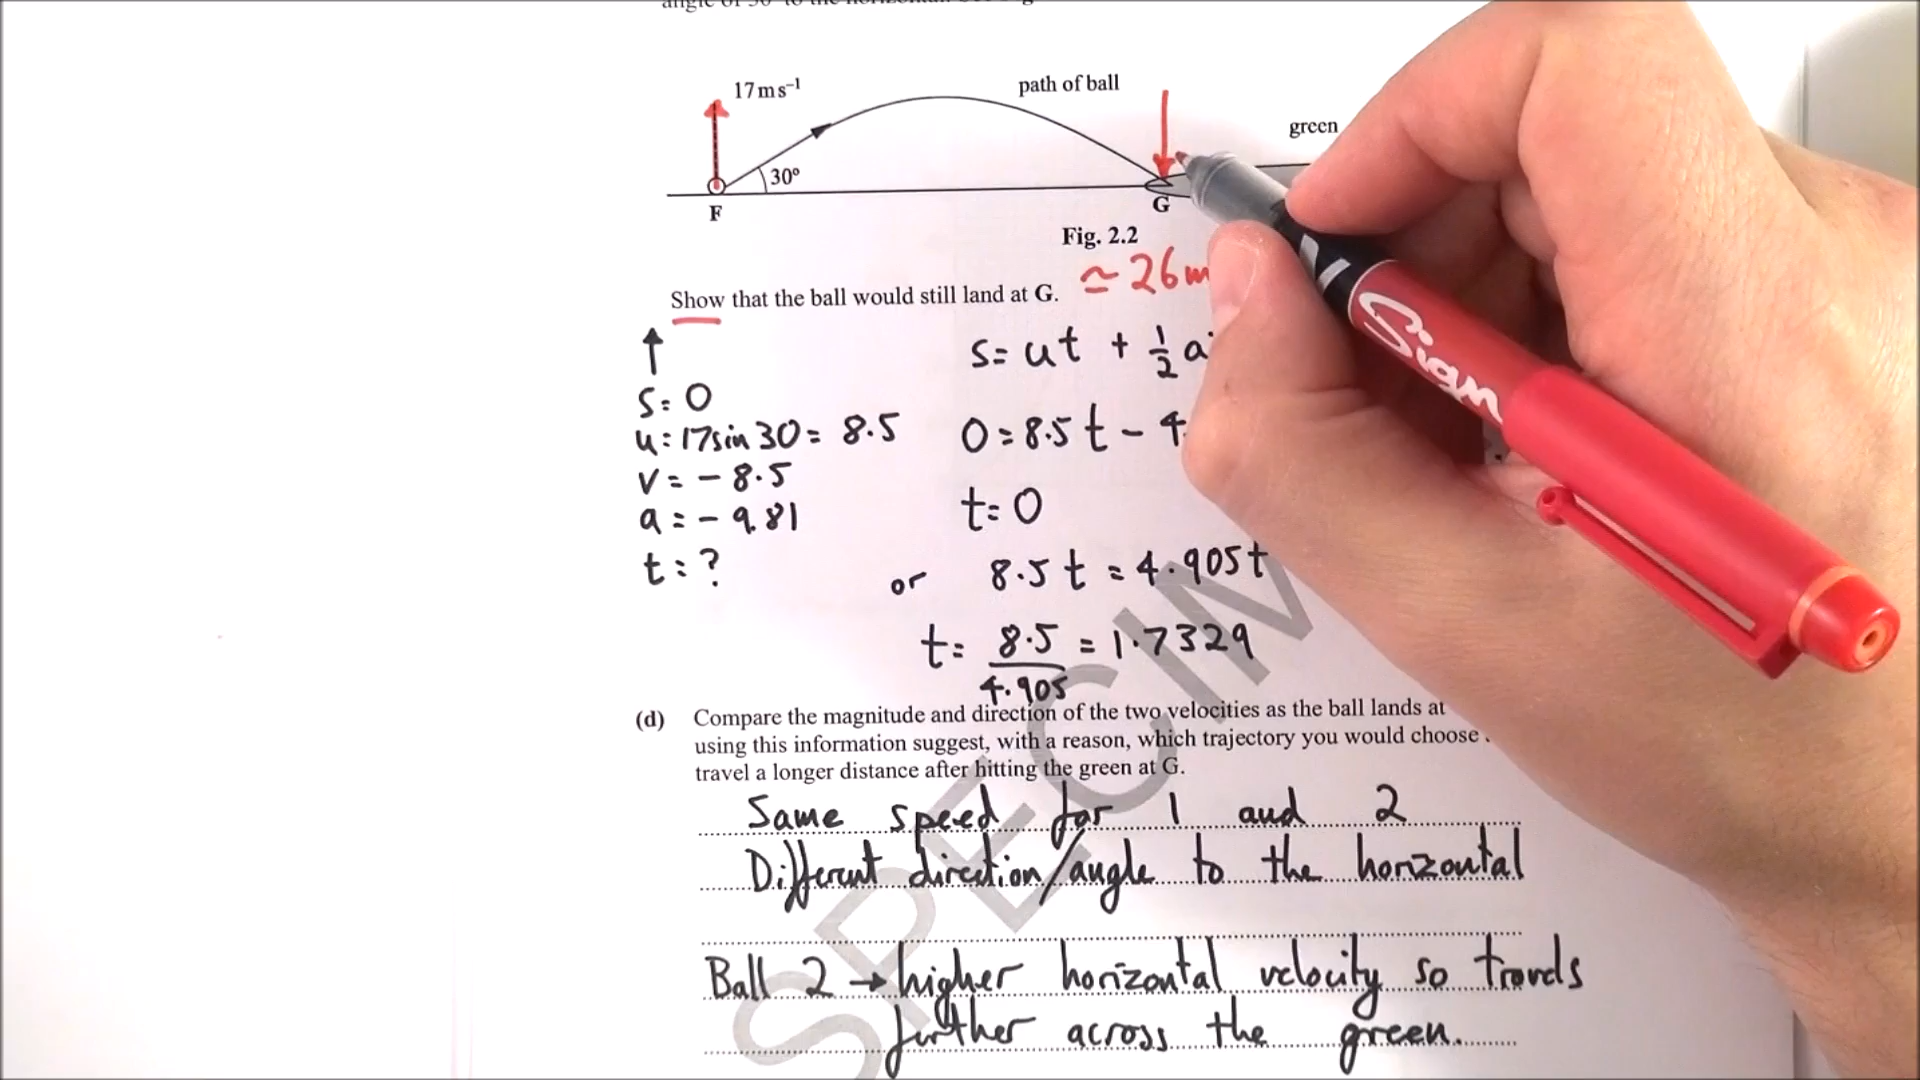 17 m s⁻¹
path of ball
green
30º
F
G
Fig. 2.2
≃ 26m
Show that the ball would still land at G.
↑
s = 0
u = 17sin 30 = 8.5
v = - 8.5
a = - 9.81
t = ?
s = ut + ½ a
0 = 8.5 t - 4.
t = 0
or 8.5 t = 4.905t
t = 8.5 / 4.905 = 1.7329
(d) Compare the magnitude and direction of the two velocities as the ball lands at
using this information suggest, with a reason, which trajectory you would choose
travel a longer distance after hitting the green at G.
Same speed for 1 and 2
Different direction/angle to the horizontal
Ball 2 → higher horizontal velocity so travels
further across the green.
SPECIM
Sign